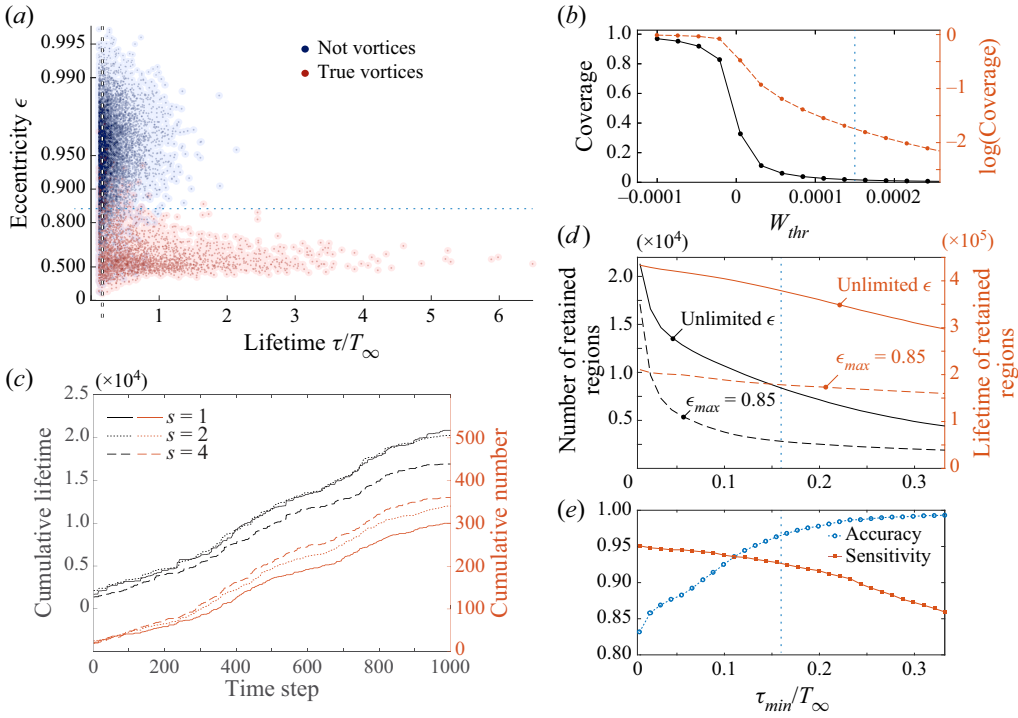 (a)
0.995
0.990
0.950
0.900
0.800
0.500
0
Eccentricity ϵ
Not vortices
True vortices
0 1 2 3 4 5 6
Lifetime τ/T∞
(b)
1.0
0.8
0.6
0.4
0.2
0
Coverage
0
−1
−2
log(Coverage)
−0.0001 0 0.0001 0.0002
W_thr
(c)
(×10⁴)
2.5
2.0
1.5
1.0
0.5
0
Cumulative lifetime
s = 1
s = 2
s = 4
500
400
300
200
100
0
Cumulative number
0 200 400 600 800 1000
Time step
(d)
(×10⁴)
(×10⁵)
2.0
1.5
1.0
0.5
Number of retained
regions
Unlimited ϵ
Unlimited ϵ
ϵ_max = 0.85
ϵ_max = 0.85
4
3
2
1
0
Lifetime of retained
regions
0 0.1 0.2 0.3
(e)
1.00
0.95
0.90
0.85
0.80
Accuracy
Sensitivity
0 0.1 0.2 0.3
τ_min/T∞